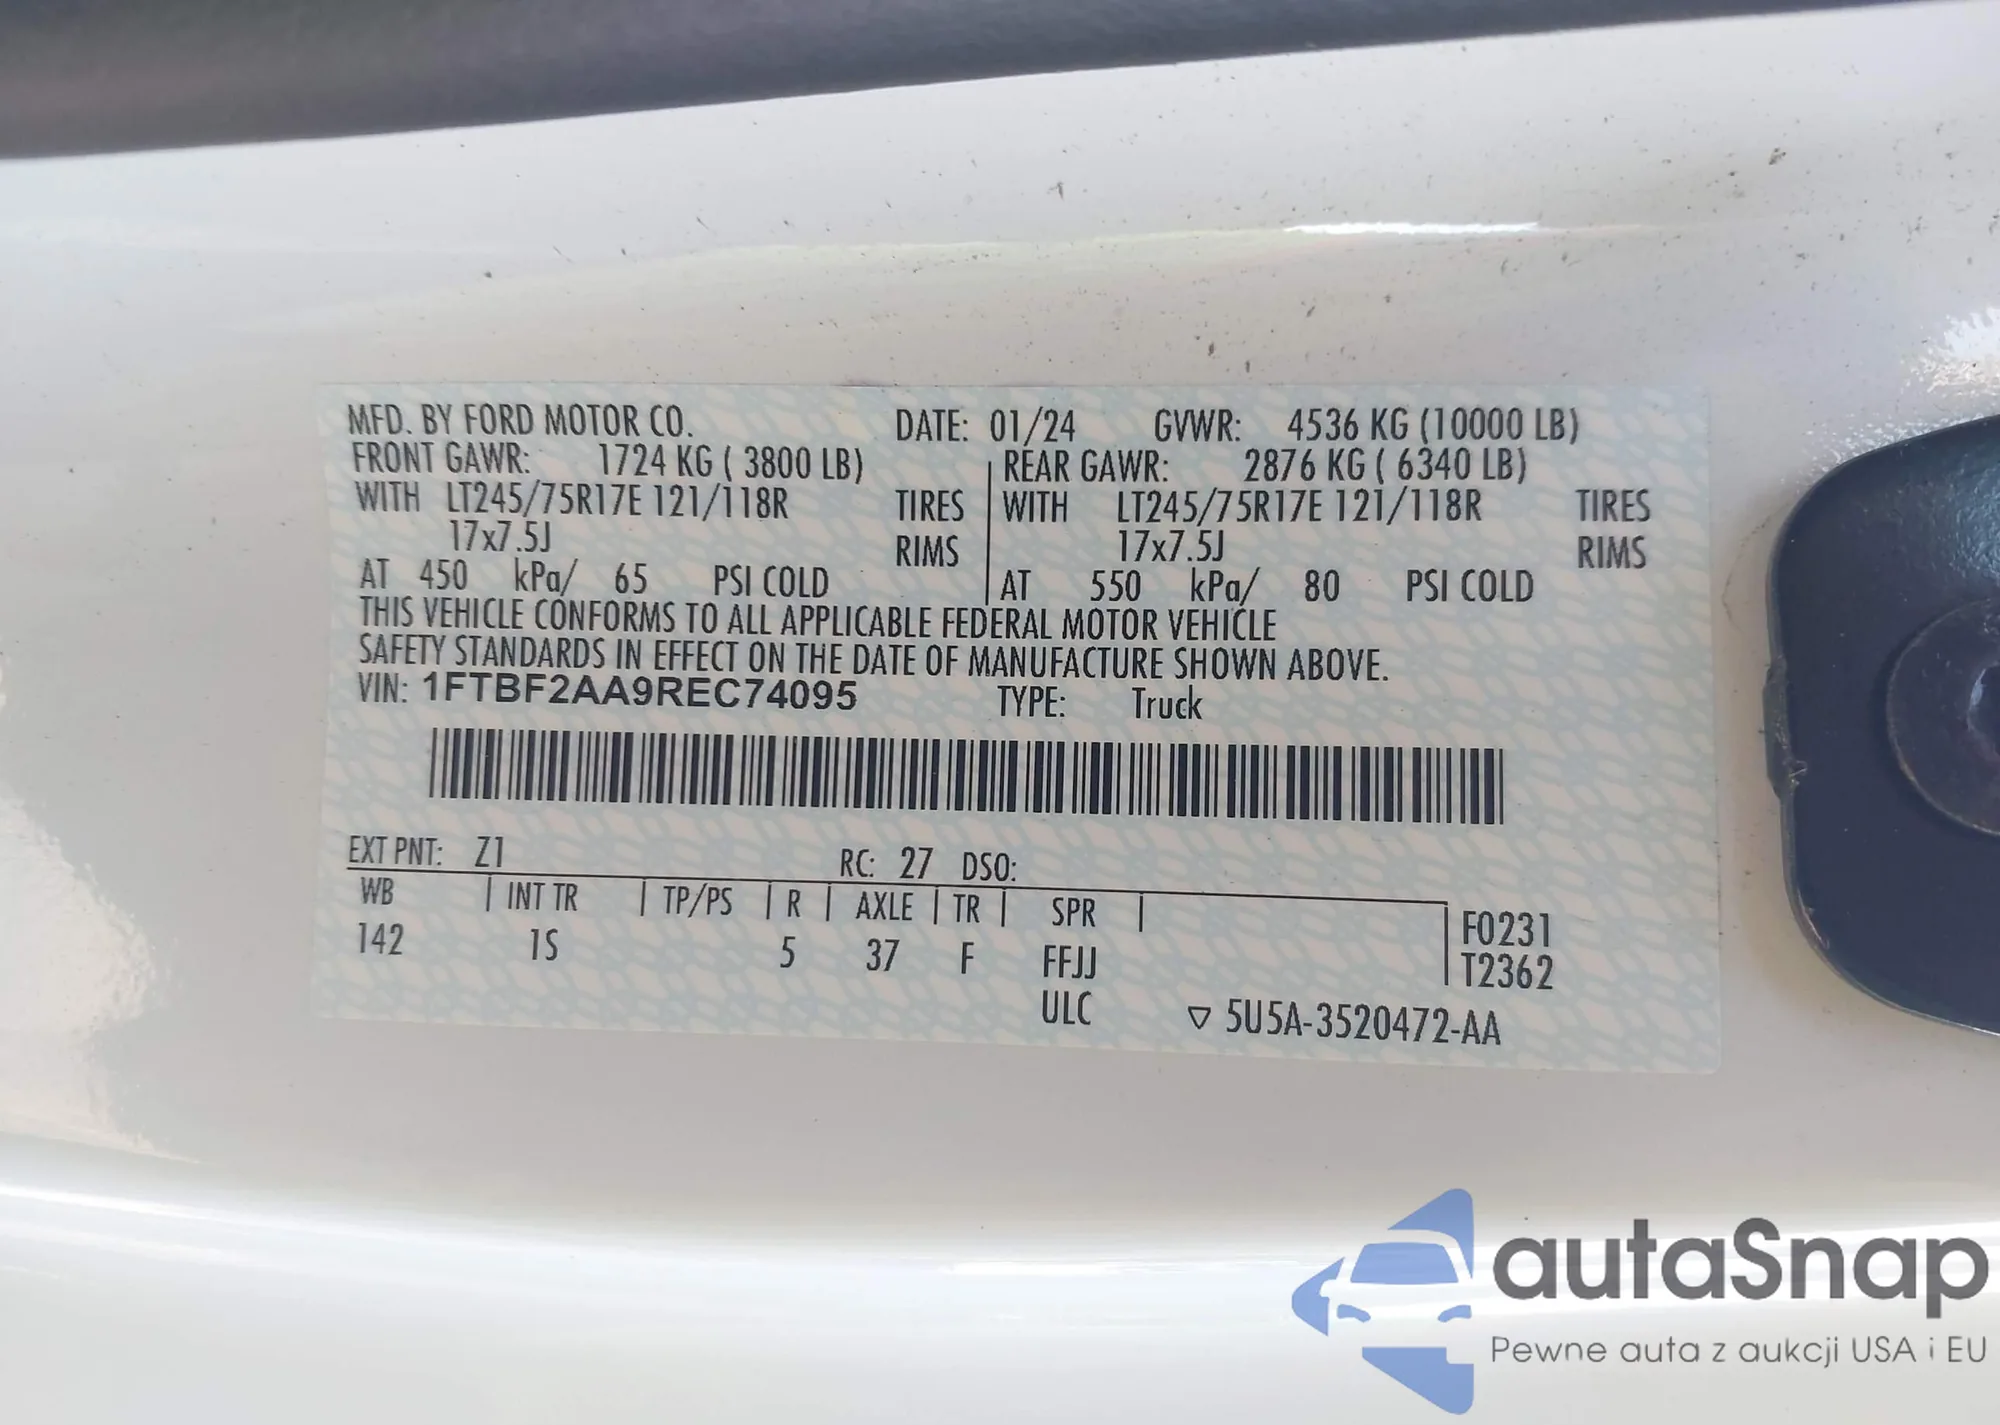 MFD. BY FORD MOTOR CO. DATE: 01/24 GVWR: 4536 KG (10000 LB)
FRONT GAWR: 1724 KG ( 3800 LB) REAR GAWR: 2876 KG ( 6340 LB)
WITH LT245/75R17E 121/118R TIRES WITH LT245/75R17E 121/118R TIRES
17x7.5J RIMS 17x7.5J RIMS
AT 450 kPa/ 65 PSI COLD AT 550 kPa/ 80 PSI COLD
THIS VEHICLE CONFORMS TO ALL APPLICABLE FEDERAL MOTOR VEHICLE
SAFETY STANDARDS IN EFFECT ON THE DATE OF MANUFACTURE SHOWN ABOVE.
VIN: 1FTBF2AA9REC74095 TYPE: Truck
EXT PNT: Z1 RC: 27 DSO:
WB INT TR TP/PS R AXLE TR SPR F0231
142 1S 5 37 F FFJJ T2362
ULC ▽ 5U5A-3520472-AA
autaSnap
Pewne auta z aukcji USA i EU